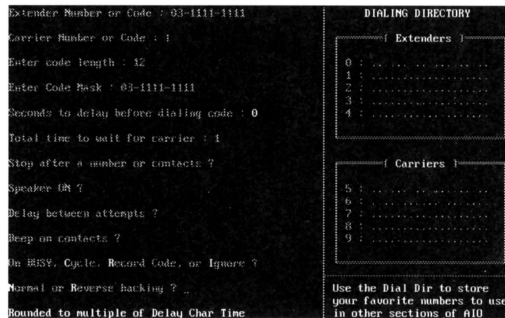 Extender Number or Code : 03-1111-1111
Carrier Number or Code : 1
Enter code length : 12
Enter Code Mask : 03-1111-1111
Seconds to delay before dialing code : 0
Total time to wait for carrier : 1
Stop after a number or contacts ?
Speaker ON ?
Delay between attempts ?
Beep on contacts ?
On BUSY, Cycle, Record Code, or Ignore ?
Normal or Reverse hacking ? _
Rounded to multiple of Delay Char Time
DIALING DIRECTORY
[ Extenders ]
0 : .. ... ... ... ....
1 : ...................
2 : ...................
3 : ...................
4 : ...................
[ Carriers ]
5 : ...................
6 : ...................
7 : ...................
8 : ...................
9 : ...................
Use the Dial Dir to store
your favorite numbers to use
in other sections of AIO